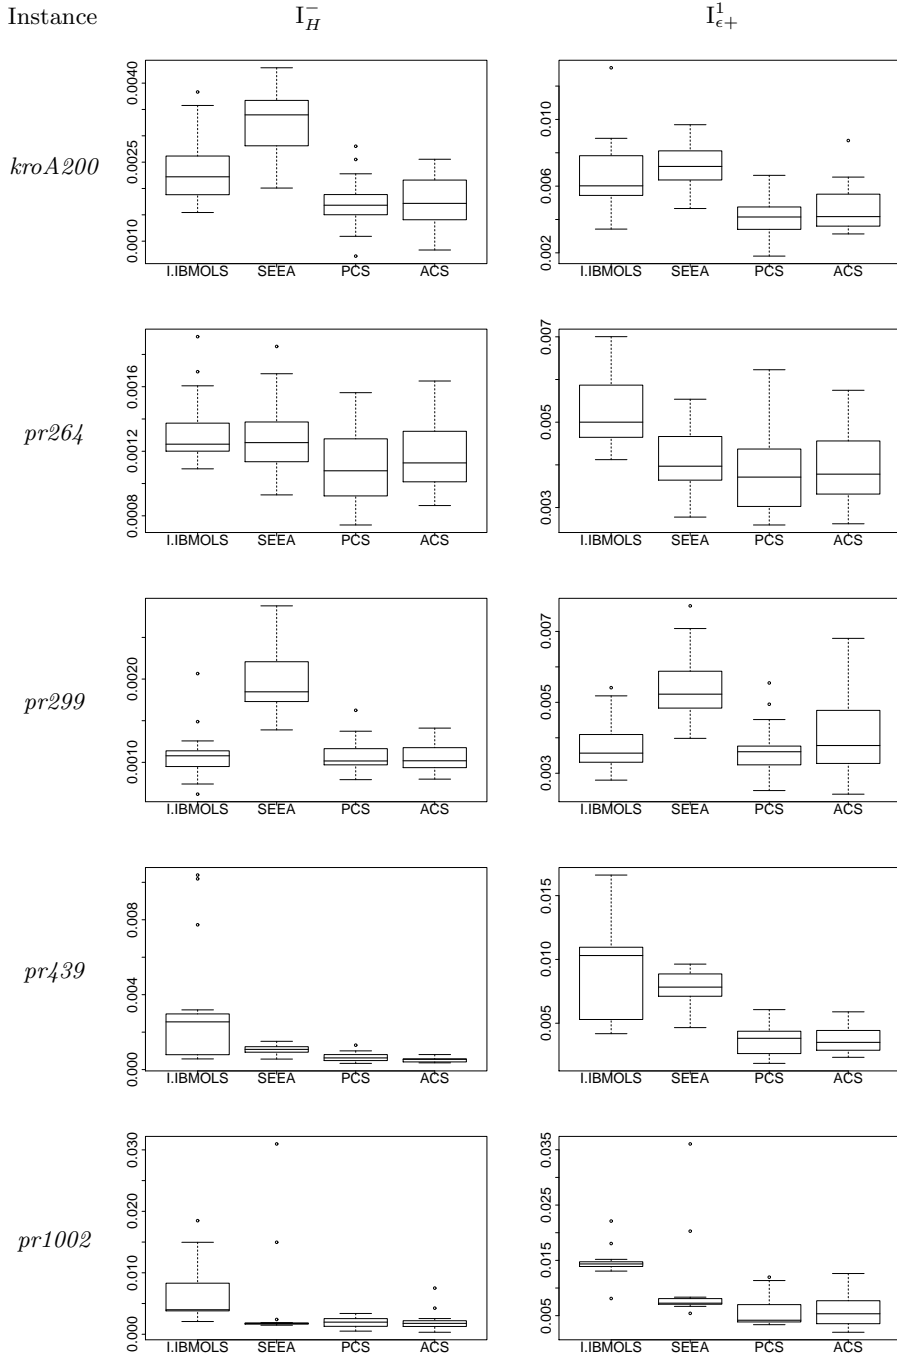 Instance I_H^- I_{ϵ+}^1
kroA200
0.0010 0.0025 0.0040
I.IBMOLS SEEA PCS ACS
0.002 0.006 0.010
I.IBMOLS SEEA PCS ACS
pr264
0.0008 0.0012 0.0016
I.IBMOLS SEEA PCS ACS
0.003 0.005 0.007
I.IBMOLS SEEA PCS ACS
pr299
0.0010 0.0020
I.IBMOLS SEEA PCS ACS
0.003 0.005 0.007
I.IBMOLS SEEA PCS ACS
pr439
0.000 0.004 0.008
I.IBMOLS SEEA PCS ACS
0.005 0.010 0.015
I.IBMOLS SEEA PCS ACS
pr1002
0.000 0.010 0.020 0.030
I.IBMOLS SEEA PCS ACS
0.005 0.015 0.025 0.035
I.IBMOLS SEEA PCS ACS